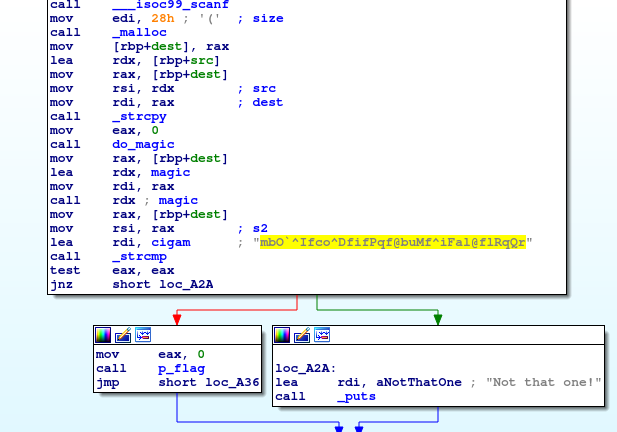 call ___isoc99_scanf
mov edi, 28h ; '(' ; size
call _malloc
mov [rbp+dest], rax
lea rdx, [rbp+src]
mov rax, [rbp+dest]
mov rsi, rdx ; src
mov rdi, rax ; dest
call _strcpy
mov eax, 0
call do_magic
mov rax, [rbp+dest]
lea rdx, magic
mov rdi, rax
call rdx ; magic
mov rax, [rbp+dest]
mov rsi, rax ; s2
lea rdi, cigam ; "mbO`^Ifco^DfifPqf@buMf^iFal@flRqQr"
call _strcmp
test eax, eax
jnz short loc_A2A
mov eax, 0
call p_flag
jmp short loc_A36
loc_A2A:
lea rdi, aNotThatOne ; "Not that one!"
call _puts